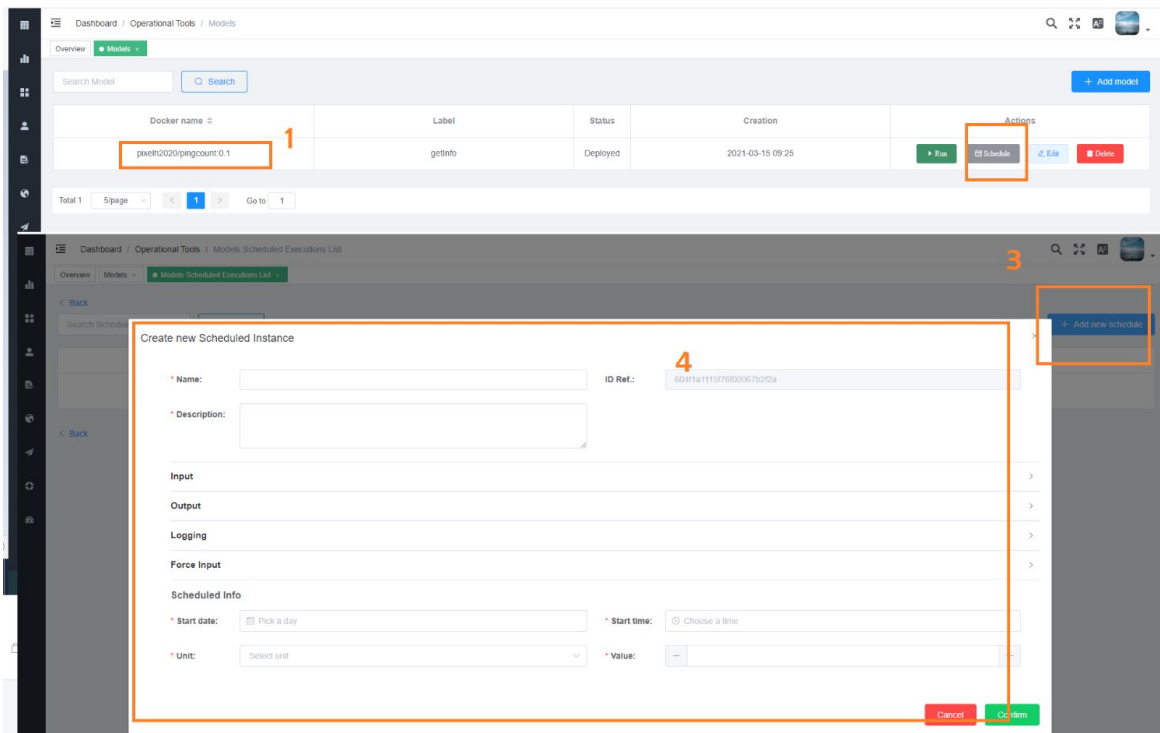 Dashboard / Operational Tools / Models
Overview Models ×
Search Model Search + Add model
Docker name Label Status Creation Actions
1
pixelh2020/pingcount:0.1 getinfo Deployed 2021-03-15 09:25 Run Schedule Edit Delete
Total 1 5/page < 1 > Go to 1
Dashboard / Operational Tools / Models Scheduled Executions List
3
Overview Models × Models Scheduled Executions List ×
< Back
Search Schedu + Add new schedule
Create new Scheduled Instance ×
4
* Name: ID Ref.:
* Description:
< Back
Input >
Output >
Logging >
Force Input >
Scheduled Info
* Start date: Pick a day * Start time: Choose a time
* Unit: Select unit * Value: − +
Cancel Confirm